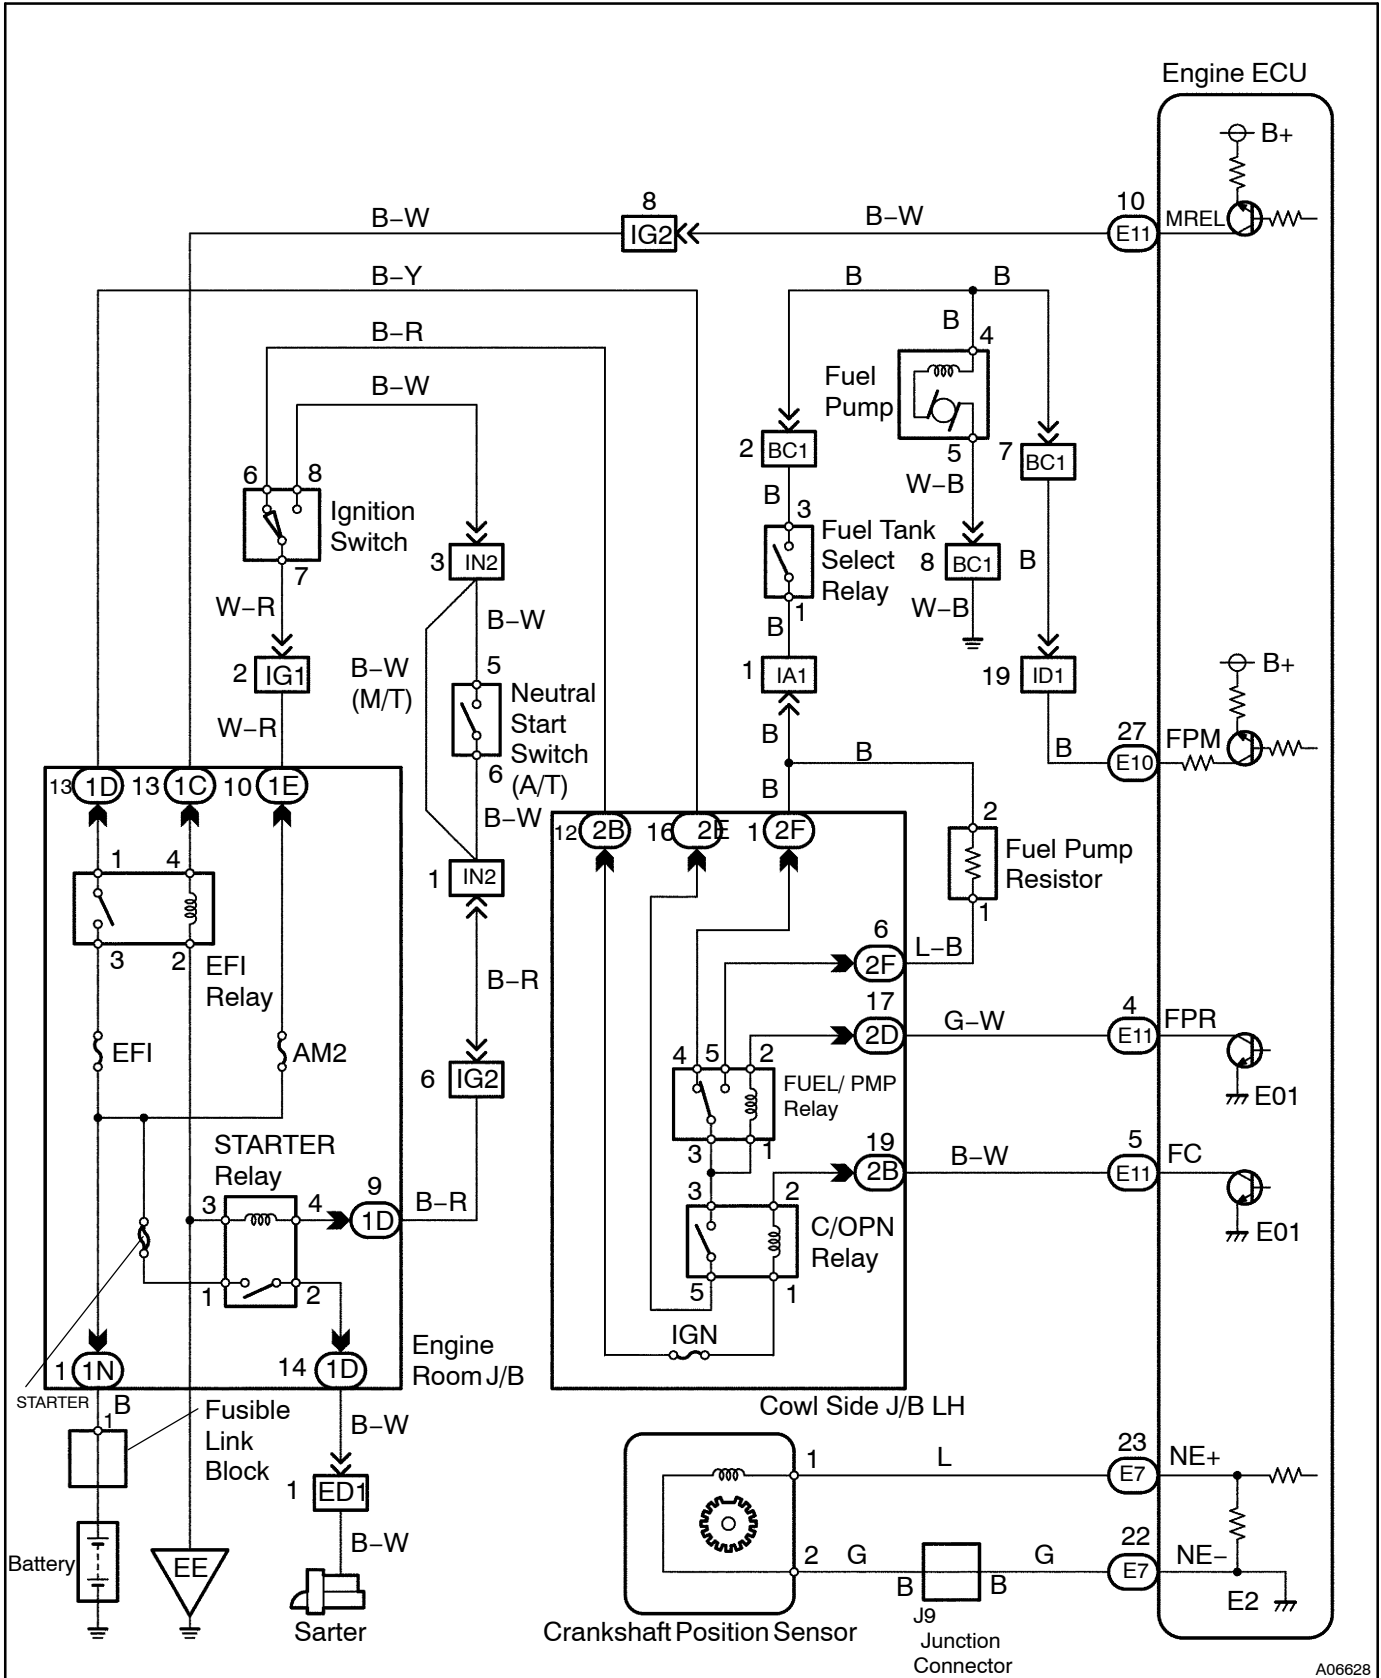 Engine ECU
B+
8
10
B–W
IG2
B–W
E11
MREL
B–Y
B
B
B–R
B
4
Fuel
Pump
B–W
2
BC1
5
7
BC1
6
8
Ignition
Switch
B
W–B
3
Fuel Tank
Select
Relay
3
IN2
8
BC1
B
7
W–R
B–W
1
W–B
B
B–W
(M/T)
5
2
IG1
1
IA1
19
ID1
B+
Neutral
Start
Switch
(A/T)
W–R
B
27
FPM
B
B
E10
6
13
1D
13
1C
10
1E
B
B–W
12
2B
16
2E
1
2F
2
1
4
Fuel Pump
Resistor
1
IN2
1
6
3
2
EFI
Relay
2F
L–B
B–R
17
4
G–W
2D
E11
FPR
EFI
AM2
4
5
2
6
IG2
FUEL/ PMP
Relay
E01
STARTER
Relay
3
1
19
5
B–W
2B
E11
FC
9
3
4
1D
B–R
3
2
C/OPN
Relay
E01
1
2
5
1
IGN
Engine
Room J/B
1
1N
14
1D
STARTER
B
1
Fusible
Link
Block
B–W
Cowl Side J/B LH
1
L
23
E7
NE+
1
ED1
Battery
EE
B–W
2
G
G
22
E7
NE–
B
B
E2
J9
Junction
Connector
Sarter
Crankshaft Position Sensor
A06628